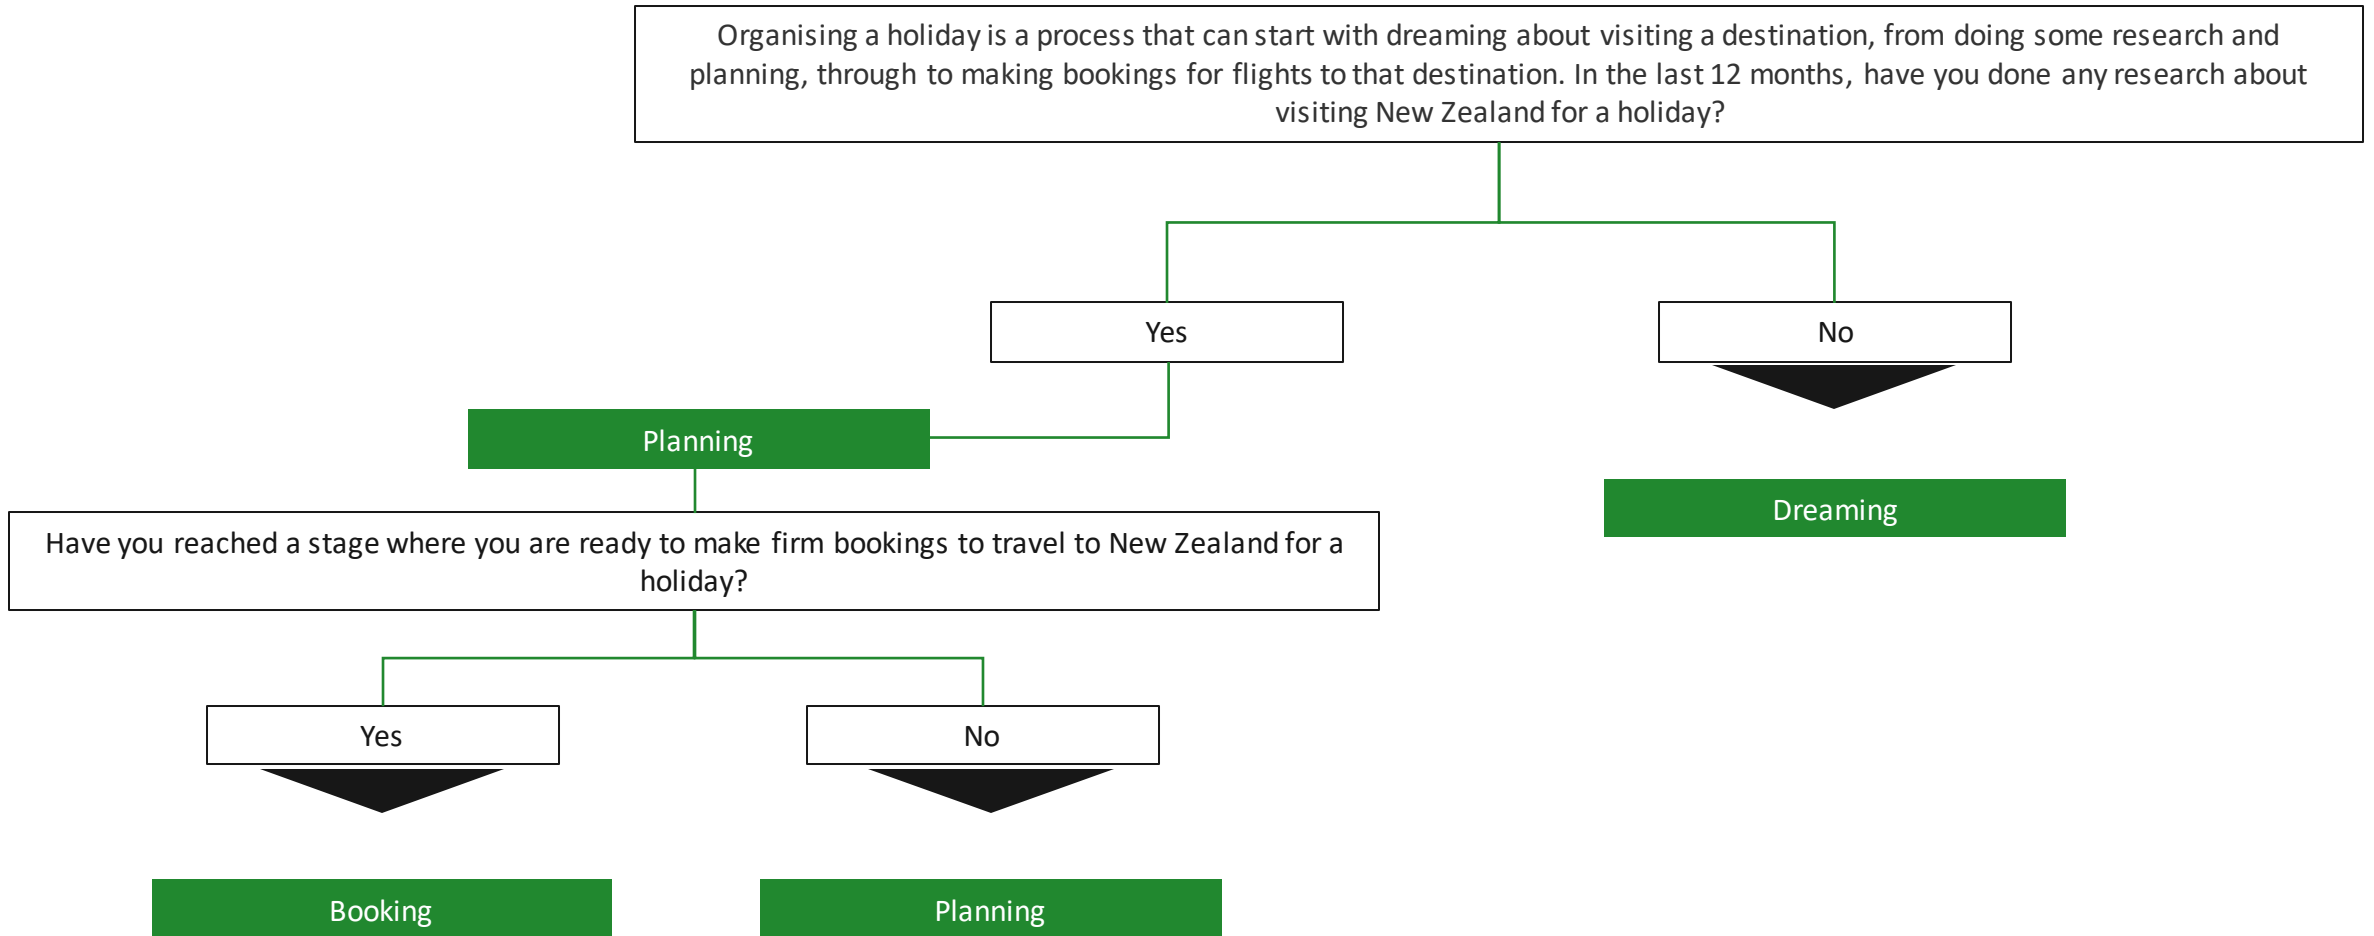 Organising a holiday is a process that can start with dreaming about visiting a destination, from doing some research and
planning, through to making bookings for flights to that destination. In the last 12 months, have you done any research about
visiting New Zealand for a holiday?
Yes
No
Planning
Dreaming
Have you reached a stage where you are ready to make firm bookings to travel to New Zealand for a
holiday?
Yes
No
Booking
Planning